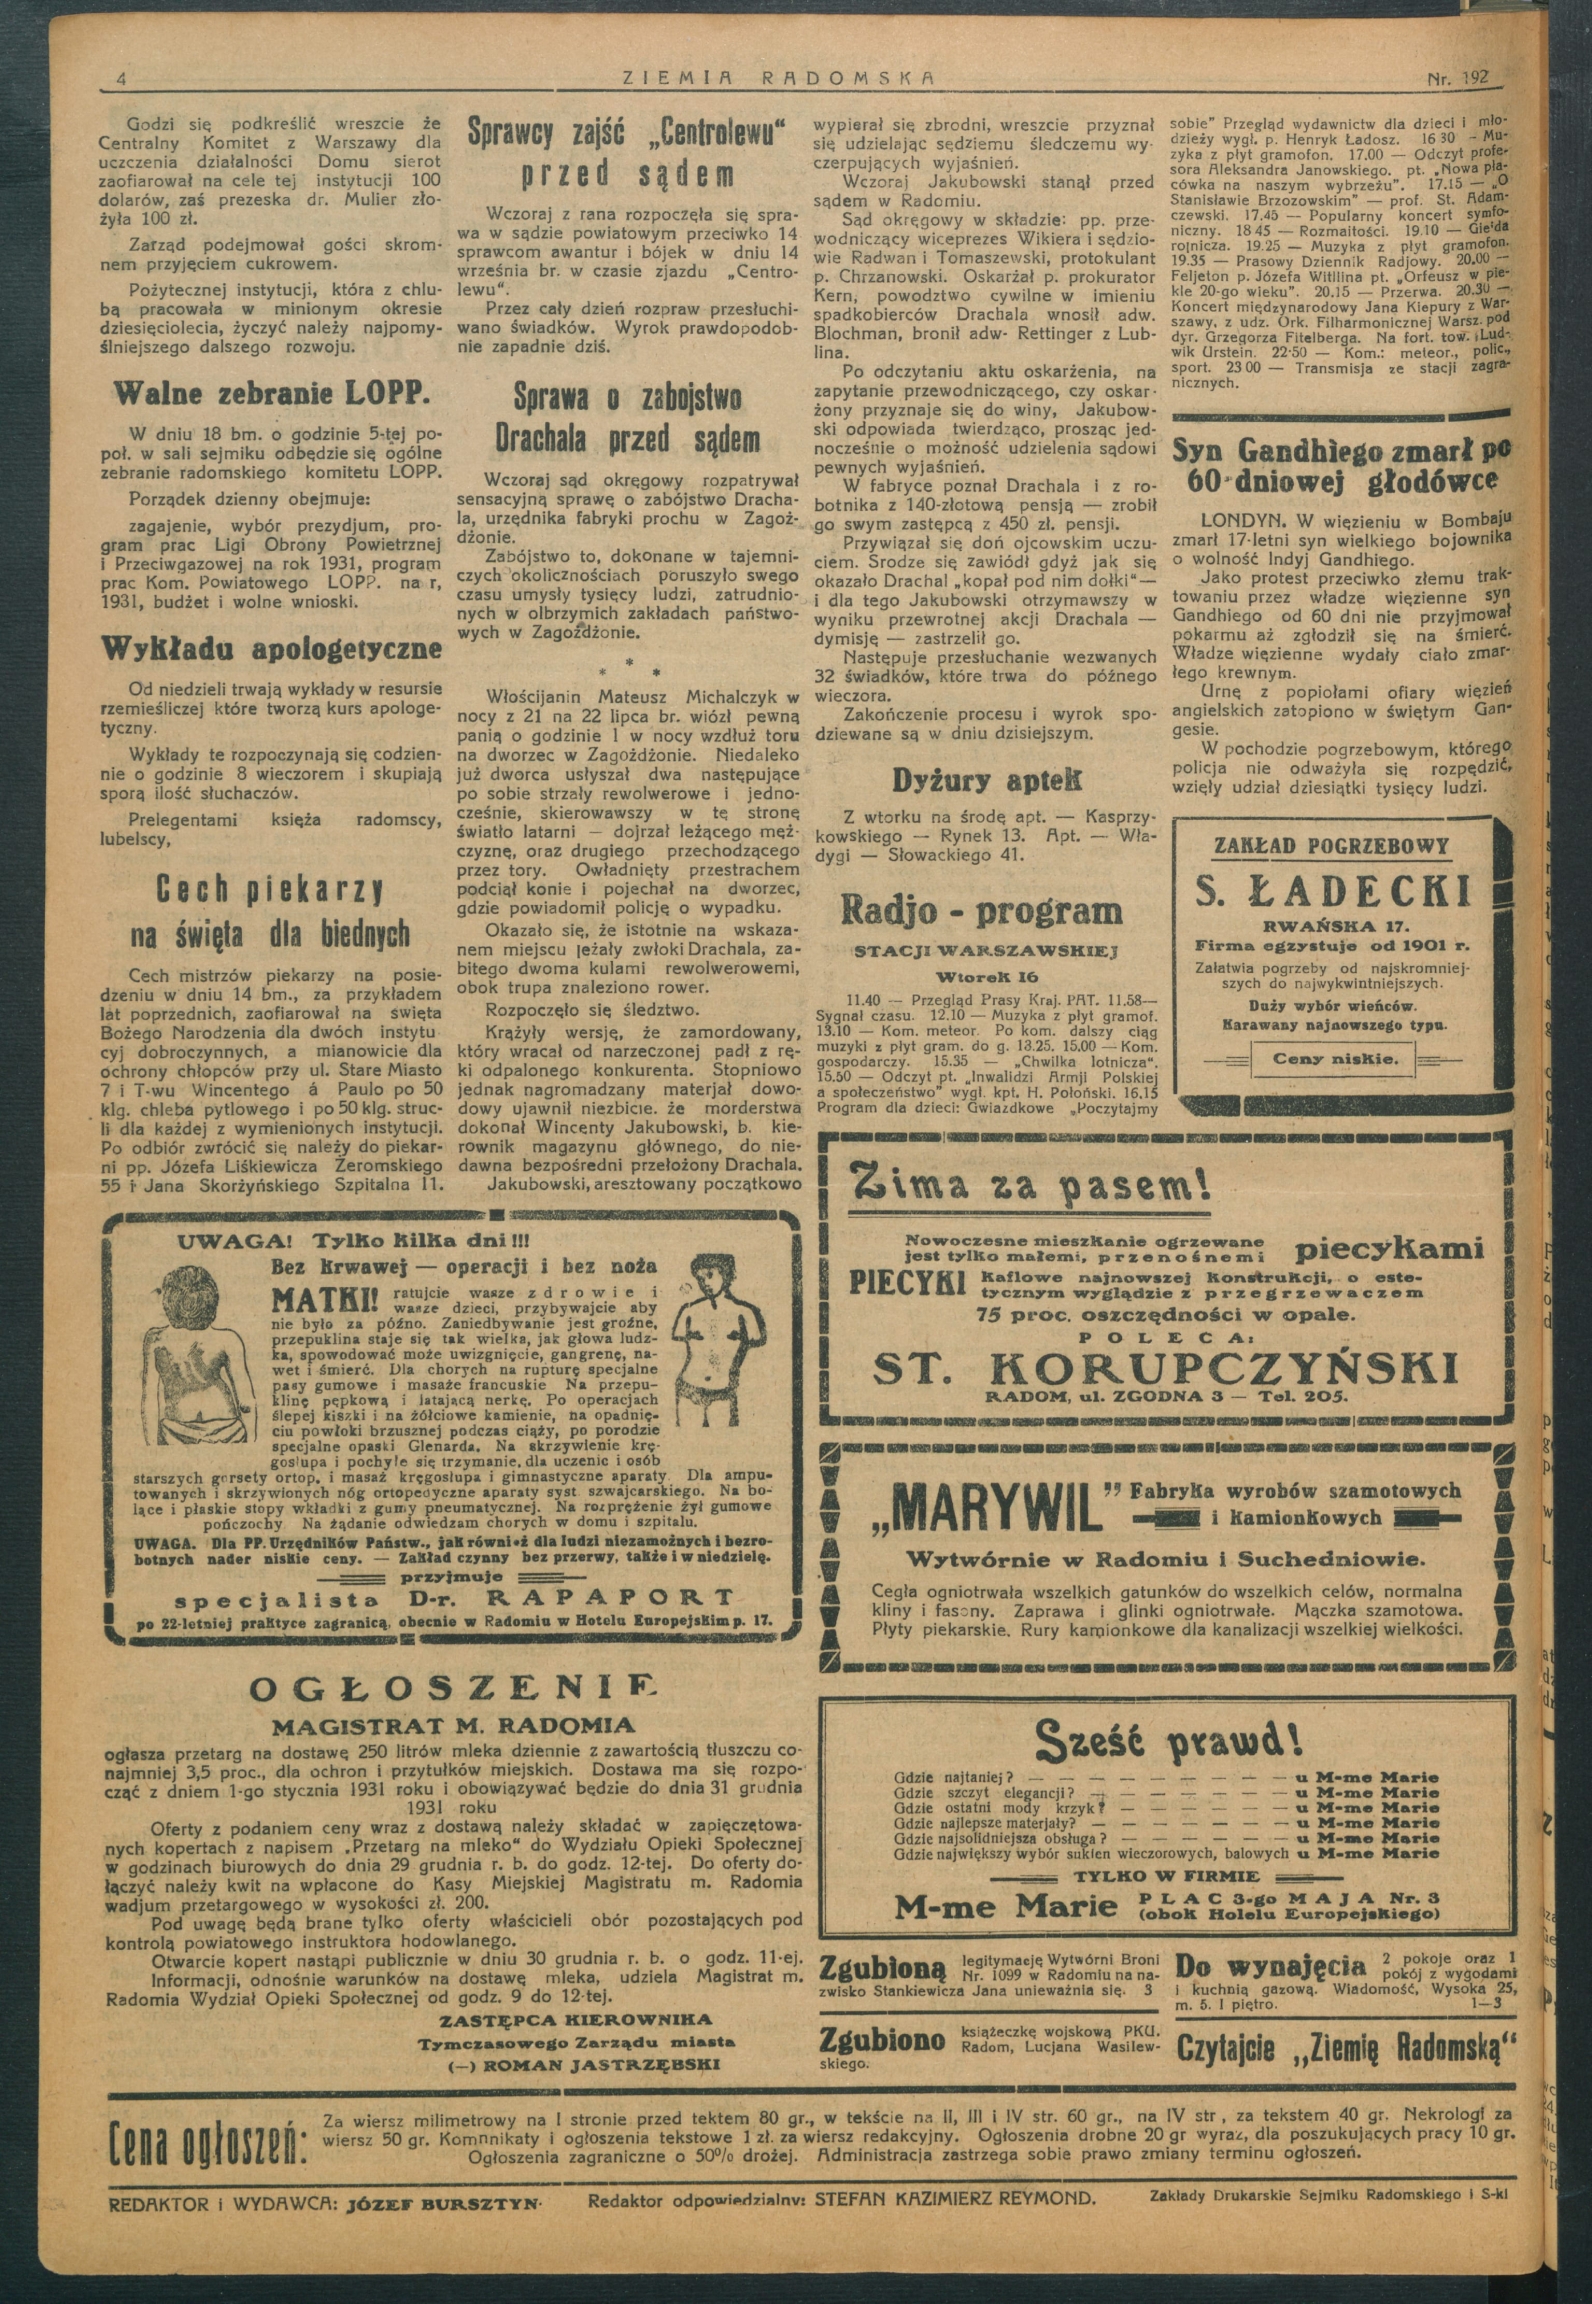 4
ZIEMIA RADOMSKA
Nr. 192
Godzi się podkreślić wreszcie że
Centralny Komitet z Warszawy dla
uczczenia działalności Domu sierot
zaofiarował na cele tej instytucji 100
dolarów, zaś prezeska dr. Mulier zło-
żyła 100 zł.
Zarząd podejmował gości skrom-
nem przyjęciem cukrowem.
Pożytecznej instytucji, która z chlu-
bą pracowała w minionym okresie
dziesięciolecia, życzyć należy najpomy-
ślniejszego dalszego rozwoju.
Walne zebranie LOPP.
W dniu 18 bm. o godzinie 5-tej po-
poł. w sali sejmiku odbędzie się ogólne
zebranie radomskiego komitetu LOPP.
Porządek dzienny obejmuje:
zagajenie, wybór prezydjum, pro-
gram prac Ligi Obrony Powietrznej
i Przeciwgazowej na rok 1931, program
prac Kom. Powiatowego LOPP. na r,
1931, budżet i wolne wnioski.
Wykładu apologetyczne
Od niedzieli trwają wykłady w resursie
rzemieśliczej które tworzą kurs apologe-
tyczny.
Wykłady te rozpoczynają się codzien-
nie o godzinie 8 wieczorem i skupiają
sporą ilość słuchaczów.
Prelegentami księża radomscy,
lubelscy,
Cech piekarzy
na święta dla biednych
Cech mistrzów piekarzy na posie-
dzeniu w dniu 14 bm., za przykładem
lat poprzednich, zaofiarował na święta
Bożego Narodzenia dla dwóch instytu
cyj dobroczynnych, a mianowicie dla
ochrony chłopców przy ul. Stare Miasto
7 i T-wu Wincentego á Paulo po 50
klg. chleba pytlowego i po 50 klg. struc-
li dla każdej z wymienionych instytucji.
Po odbiór zwrócić się należy do piekar-
ni pp. Józefa Liśkiewicza Żeromskiego
55 i Jana Skorżyńskiego Szpitalna 11.
Sprawcy zajść „Centrolewu“
przed sądem
Wczoraj z rana rozpoczęła się spra-
wa w sądzie powiatowym przeciwko 14
sprawcom awantur i bójek w dniu 14
września br. w czasie zjazdu „Centro-
lewu“.
Przez cały dzień rozpraw przesłuchi-
wano świadków. Wyrok prawdopodob-
nie zapadnie dziś.
Sprawa o zabojstwo
Drachala przed sądem
Wczoraj sąd okręgowy rozpatrywał
sensacyjną sprawę o zabójstwo Dracha-
la, urzędnika fabryki prochu w Zagoż-
dżonie.
Zabójstwo to, dokonane w tajemni-
czych okolicznościach poruszyło swego
czasu umysły tysięcy ludzi, zatrudnio-
nych w olbrzymich zakładach państwo-
wych w Zagożdżonie.
*
* *
Włościjanin Mateusz Michalczyk w
nocy z 21 na 22 lipca br. wiózł pewną
panią o godzinie 1 w nocy wzdłuż toru
na dworzec w Zagożdżonie. Niedaleko
już dworca usłyszał dwa następujące
po sobie strzały rewolwerowe i jedno-
cześnie, skierowawszy w tę stronę
światło latarni — dojrzał leżącego męż-
czyznę, oraz drugiego przechodzącego
przez tory. Owładnięty przestrachem
podciął konie i pojechał na dworzec,
gdzie powiadomił policję o wypadku.
Okazało się, że istotnie na wskaza-
nem miejscu leżały zwłoki Drachala, za-
bitego dwoma kulami rewolwerowemi,
obok trupa znaleziono rower.
Rozpoczęło się śledztwo.
Krążyły wersję, że zamordowany,
który wracał od narzeczonej padł z rę-
ki odpalonego konkurenta. Stopniowo
jednak nagromadzany materjał dowo-
dowy ujawnił niezbicie. że morderstwa
dokonał Wincenty Jakubowski, b. kie-
rownik magazynu głównego, do nie-
dawna bezpośredni przełożony Drachala.
Jakubowski, aresztowany początkowo
wypierał się zbrodni, wreszcie przyznał
się udzielając sędziemu śledczemu wy-
czerpujących wyjaśnień.
Wczoraj Jakubowski stanął przed
sądem w Radomiu.
Sąd okręgowy w składzie: pp. prze-
wodniczący wiceprezes Wikiera i sędzio-
wie Radwan i Tomaszewski, protokulant
p. Chrzanowski. Oskarżał p. prokurator
Kern, powodztwo cywilne w imieniu
spadkobierców Drachala wnosił adw.
Blochman, bronił adw- Rettinger z Lub-
lina.
Po odczytaniu aktu oskarżenia, na
zapytanie przewodniczącego, czy oskar-
żony przyznaje się do winy, Jakubow-
ski odpowiada twierdząco, prosząc jed-
nocześnie o możność udzielenia sądowi
pewnych wyjaśnień.
W fabryce poznał Drachala i z ro-
botnika z 140-złotową pensją — zrobił
go swym zastępcą z 450 zł. pensji.
Przywiązał się doń ojcowskim uczu-
ciem. Srodze się zawiódł gdyż jak się
okazało Drachal „kopał pod nim dołki“ —
i dla tego Jakubowski otrzymawszy w
wyniku przewrotnej akcji Drachala —
dymisję — zastrzelił go.
Następuje przesłuchanie wezwanych
32 świadków, które trwa do późnego
wieczora.
Zakończenie procesu i wyrok spo-
dziewane są w dniu dzisiejszym.
Dyżury aptek
Z wtorku na środę apt. — Kasprzy-
kowskiego — Rynek 13. Apt. — Wła-
dygi — Słowackiego 41.
Radjo - program
STACJI WARSZAWSKIEJ
Wtorek 16
11.40 — Przegląd Prasy Kraj. PAT. 11.58—
Sygnał czasu. 12.10 — Muzyka z płyt gramof.
13.10 — Kom. meteor. Po kom. dalszy ciąg
muzyki z płyt gram. do g. 13.25. 15.00 — Kom.
gospodarczy. 15.35 — „Chwilka lotnicza“.
15.50 — Odczyt pt. „Inwalidzi Armji Polskiej
a społeczeństwo“ wygł. kpt. H. Połoński. 16.15
Program dla dzieci: Gwiazdkowe „Poczytajmy
sobie“ Przegląd wydawnictw dla dzieci i mło-
dzieży wygł. p. Henryk Ładosz. 16 30 - Mu-
zyka z płyt gramofon. 17.00 — Odczyt profe-
sora Aleksandra Janowskiego. pt. „Nowa pla-
cówka na naszym wybrzeżu“. 17.15 — „O
Stanisławie Brzozowskim“ — prof. St. Adam-
czewski. 17.45 — Popularny koncert symfo-
niczny. 18 45 — Rozmaitości. 19.10 — Giełda
rolnicza. 19.25 — Muzyka z płyt gramofon.
19.35 — Prasowy Dziennik Radjowy. 20.00 —
Feljeton p. Józefa Witllina pt. „Orfeusz w pie-
kle 20-go wieku“. 20.15 — Przerwa. 20.30 —
Koncert międzynarodowy Jana Kiepury z War-
szawy, z udz. Ork. Filharmonicznej Warsz. pod
dyr. Grzegorza Fitelberga. Na fort. tow. Lud-
wik Urstein. 22·50 — Kom.: meteor., polic.,
sport. 23 00 — Transmisja ze stacji zagra-
nicznych.
Syn Gandhiego zmarł po
60-dniowej głodówce
LONDYN. W więzieniu w Bombaju
zmarł 17-letni syn wielkiego bojownika
o wolność Indyj Gandhiego.
Jako protest przeciwko złemu trak-
towaniu przez władze więzienne syn
Gandhiego od 60 dni nie przyjmował
pokarmu aż zgłodził się na śmierć.
Władze więzienne wydały ciało zmar-
łego krewnym.
Urnę z popiołami ofiary więzień
angielskich zatopiono w świętym Gan-
gesie.
W pochodzie pogrzebowym, którego
policja nie odważyła się rozpędzić,
wzięły udział dziesiątki tysięcy ludzi.
ZAKŁAD POGRZEBOWY
S. ŁADECKI
RWAŃSKA 17.
Firma egzystuje od 1901 r.
Załatwia pogrzeby od najskromniej-
szych do najwykwintniejszych.
Duży wybór wieńców.
Karawany najnowszego typu.
Ceny niskie.
Zima za pasem!
Nowoczesne mieszkanie ogrzewane
jest tylko małemi, przenośnemi piecykami
PIECYKI kaflowe najnowszej konstrukcji, o este-
tycznym wyglądzie z przegrzewaczem
75 proc. oszczędności w opale.
POLECA:
ST. KORUPCZYŃSKI
RADOM, ul. ZGODNA 3 — Tel. 205.
„MARYWIL” Fabryka wyrobów szamotowych
i kamionkowych
Wytwórnie w Radomiu i Suchedniowie.
Cegła ogniotrwała wszelkich gatunków do wszelkich celów, normalna
kliny i fasony. Zaprawa i glinki ogniotrwałe. Mączka szamotowa.
Płyty piekarskie. Rury kamionkowe dla kanalizacji wszelkiej wielkości.
Sześć prawd!
Gdzie najtaniej? — — — — — — — — — u M-me Marie
Gdzie szczyt elegancji? — — — — — — — u M-me Marie
Gdzie ostatni mody krzyk? — — — — — — u M-me Marie
Gdzie najlepsze materjały? — — — — — — u M-me Marie
Gdzie najsolidniejsza obsługa? — — — — — u M-me Marie
Gdzie największy wybór sukien wieczorowych, balowych u M-me Marie
TYLKO W FIRMIE
M-me Marie PLAC 3-go MAJA Nr. 3
(obok Holelu Europejskiego)
UWAGA! Tylko kilka dni!!!
Bez krwawej — operacji i bez noża
MATKI! ratujcie wasze zdrowie i
wasze dzieci, przybywajcie aby
nie było za późno. Zaniedbywanie jest groźne,
przepuklina staje się tak wielka, jak głowa ludz-
ka, spowodować może uwizgnięcie, gangrenę, na-
wet i śmierć. Dla chorych na rupturę specjalne
pasy gumowe i masaże francuskie Na przepu-
klinę pępkową i latającą nerkę. Po operacjach
ślepej kiszki i na żółciowe kamienie, na opadnię-
ciu powłoki brzusznej podczas ciąży, po porodzie
specjalne opaski Glenarda. Na skrzywienie krę-
gosłupa i pochyłe się trzymanie, dla uczenic i osób
starszych gorsety ortop. i masaż kręgosłupa i gimnastyczne aparaty. Dla ampu-
towanych i skrzywionych nóg ortopedyczne aparaty syst. szwajcarskiego. Na bo-
lące i płaskie stopy wkładki z gumy pneumatycznej. Na rozprężenie żył gumowe
pończochy Na żądanie odwiedzam chorych w domu i szpitalu.
UWAGA. Dla PP. Urzędników Państw., jak również dla ludzi niezamożnych i bezro-
botnych nader niskie ceny. — Zakład czynny bez przerwy, także i w niedzielę.
przyjmuje
specjalista D-r. RAPAPORT
po 22-letniej praktyce zagranicą, obecnie w Radomiu w Hotelu Europejskim p. 17.
OGŁOSZENIE
MAGISTRAT M. RADOMIA
ogłasza przetarg na dostawę 250 litrów mleka dziennie z zawartością tłuszczu co-
najmniej 3,5 proc., dla ochron i przytułków miejskich. Dostawa ma się rozpo-
cząć z dniem 1-go stycznia 1931 roku i obowiązywać będzie do dnia 31 grudnia
1931 roku
Oferty z podaniem ceny wraz z dostawą należy składać w zapięczętowa-
nych kopertach z napisem „Przetarg na mleko“ do Wydziału Opieki Społecznej
w godzinach biurowych do dnia 29 grudnia r. b. do godz. 12-tej. Do oferty do-
łączyć należy kwit na wpłacone do Kasy Miejskiej Magistratu m. Radomia
wadjum przetargowego w wysokości zł. 200.
Pod uwagę będą brane tylko oferty właścicieli obór pozostających pod
kontrolą powiatowego instruktora hodowlanego.
Otwarcie kopert nastąpi publicznie w dniu 30 grudnia r. b. o godz. 11-ej.
Informacji, odnośnie warunków na dostawę mleka, udziela Magistrat m.
Radomia Wydział Opieki Społecznej od godz. 9 do 12-tej.
ZASTĘPCA KIEROWNIKA
Tymczasowego Zarządu miasta
(—) ROMAN JASTRZĘBSKI
Zgubioną legitymaeję Wytwórni Broni
Nr. 1099 w Radomiu na na-
zwisko Stankiewicza Jana unieważnia się. 3
Zgubiono książeczkę wojskową PKU.
Radom, Lucjana Wasilew-
skiego.
Do wynajęcia 2 pokoje oraz 1
pokój z wygodami
i kuchnią gazową. Wiadomość, Wysoka 25,
m. 5. I piętro. 1—3
Czytajcie „Ziemię Radomską“
Cena ogłoszeń: Za wiersz milimetrowy na I stronie przed tektem 80 gr., w tekście na II, III i IV str. 60 gr., na IV str, za tekstem 40 gr. Nekrologi za
wiersz 50 gr. Komnnikaty i ogłoszenia tekstowe 1 zł. za wiersz redakcyjny. Ogłoszenia drobne 20 gr wyraz, dla poszukujących pracy 10 gr.
Ogłoszenia zagraniczne o 50% drożej. Administracja zastrzega sobie prawo zmiany terminu ogłoszeń.
REDAKTOR i WYDAWCA: JÓZEF BURSZTYN·
Redaktor odpowiedzialny: STEFAN KAZIMIERZ REYMOND.
Zakłady Drukarskie Sejmiku Radomskiego i S-ki